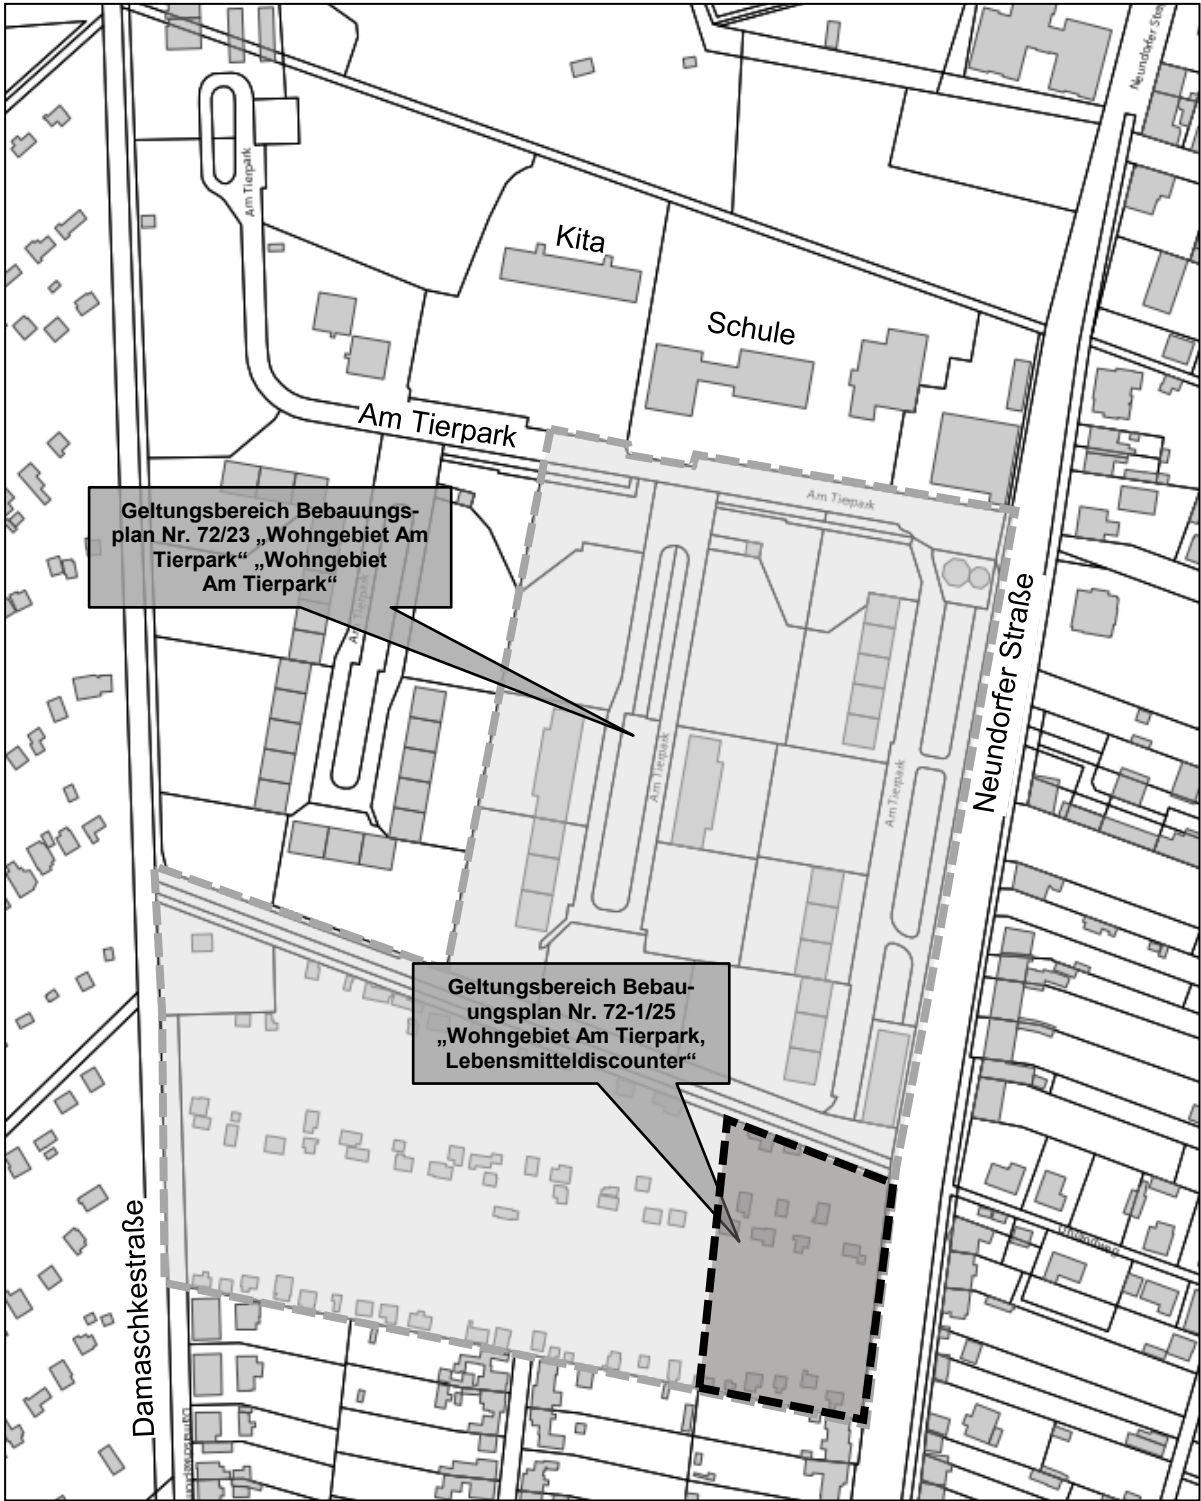 Neundorfer Str
Am Tierpark
Kita
Schule
Am Tierpark
Am Tierpark
Geltungsbereich Bebauungs-
plan Nr. 72/23 „Wohngebiet Am
Tierpark“ „Wohngebiet
Am Tierpark“
Am Tierpark
Neundorfer Straße
Am Tierpark
Am Tierpark
Geltungsbereich Bebau-
ungsplan Nr. 72-1/25
„Wohngebiet Am Tierpark,
Lebensmitteldiscounter“
Damaschkestraße